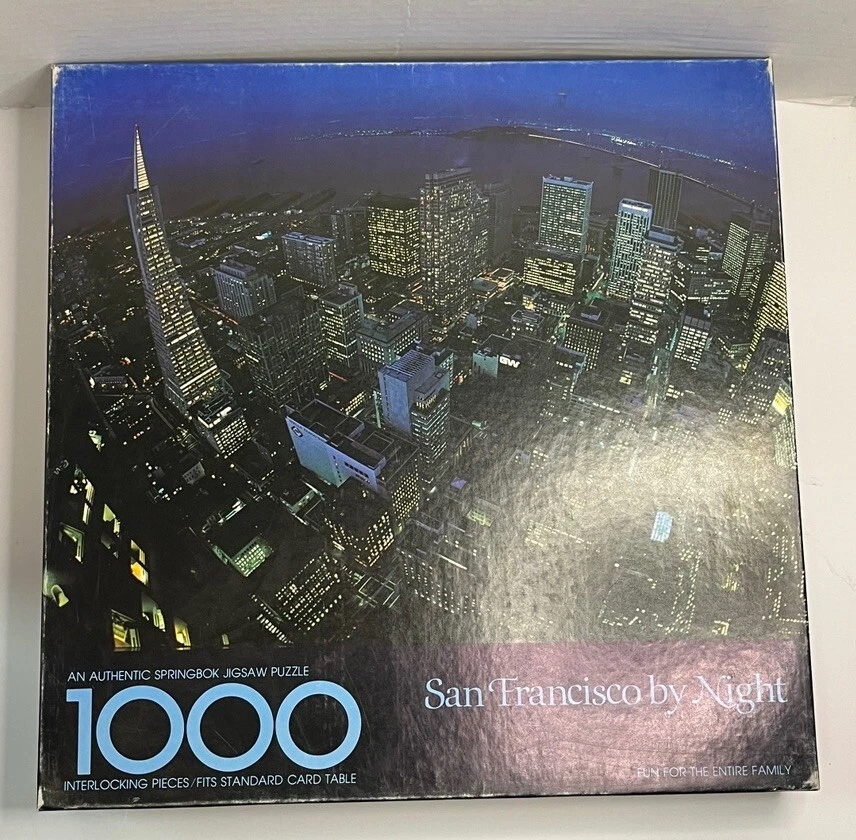 GW
AN AUTHENTIC SPRINGBOK JIGSAW PUZZLE
1000
INTERLOCKING PIECES/FITS STANDARD CARD TABLE
San Francisco by Night
FUN FOR THE ENTIRE FAMILY